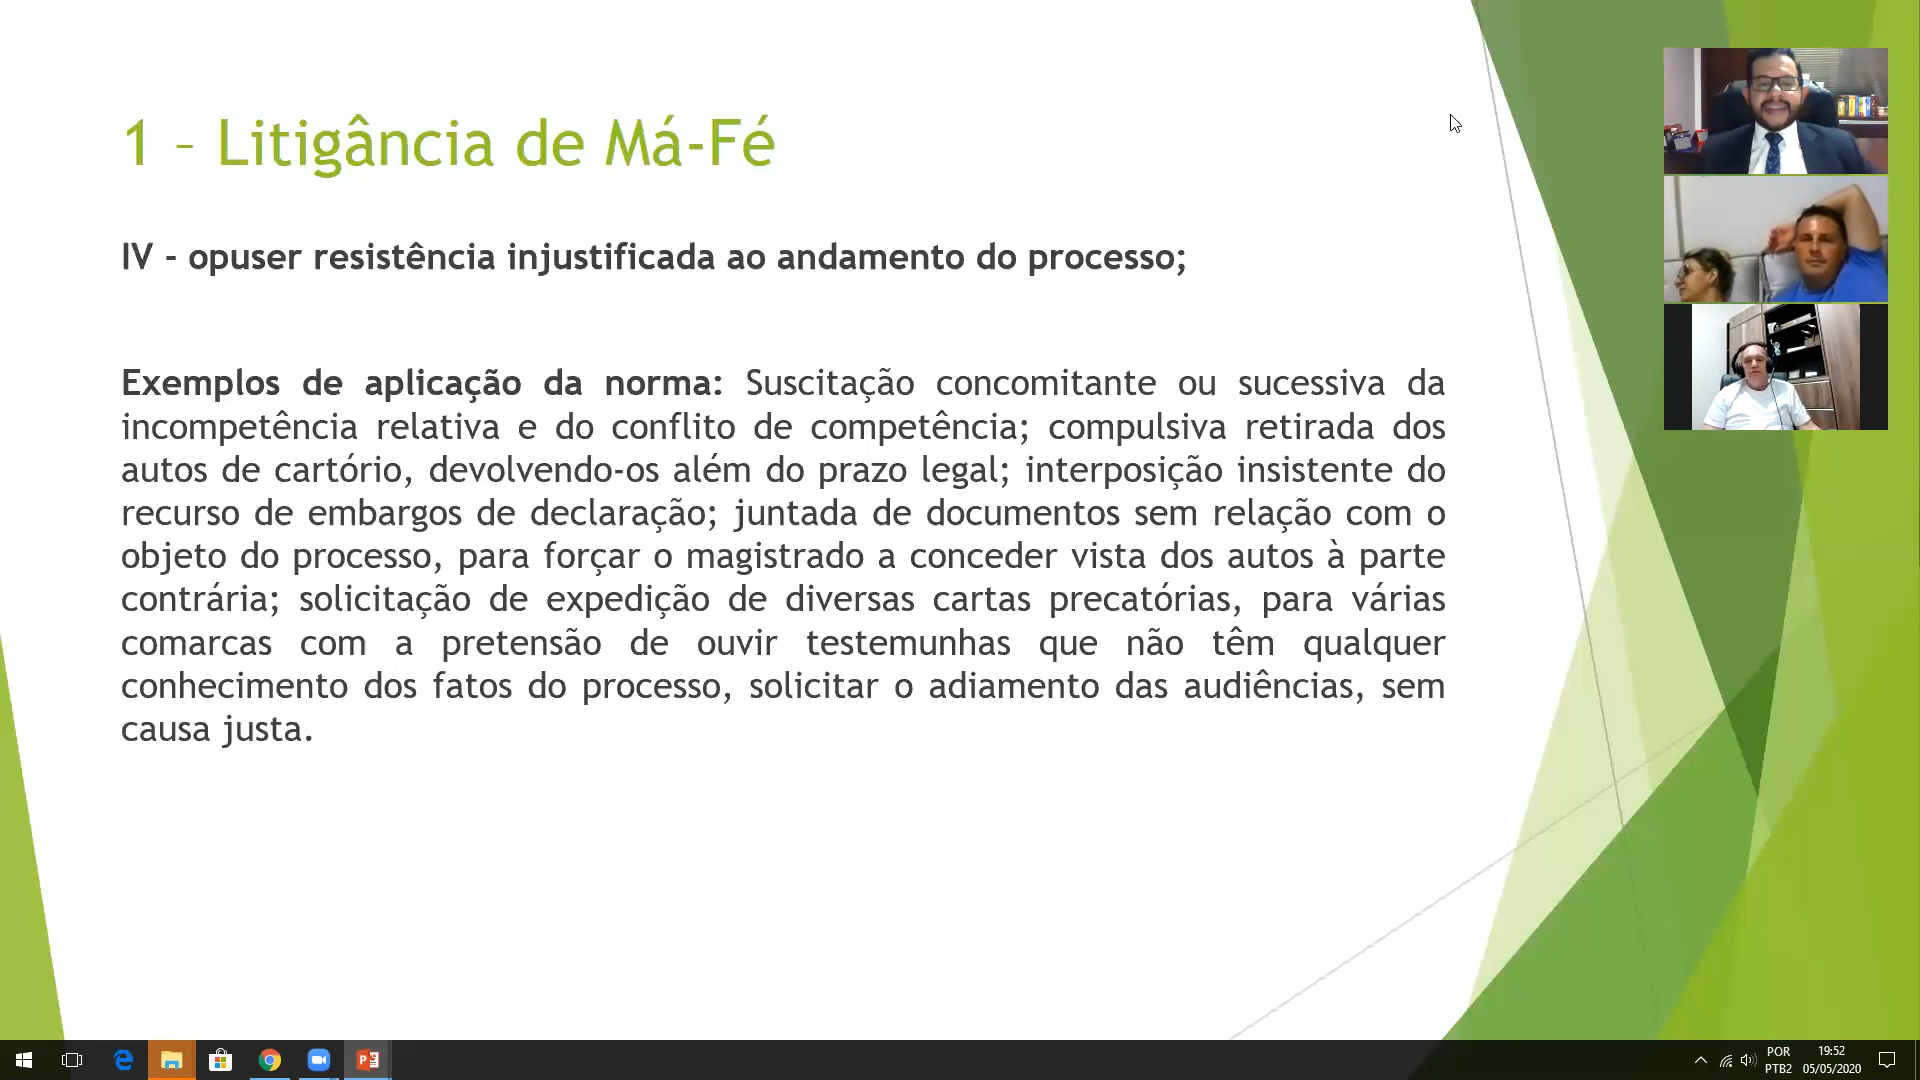 1 – Litigância de Má-Fé
IV - opuser resistência injustificada ao andamento do processo;
Exemplos de aplicação da norma: Suscitação concomitante ou sucessiva da
incompetência relativa e do conflito de competência; compulsiva retirada dos
autos de cartório, devolvendo-os além do prazo legal; interposição insistente do
recurso de embargos de declaração; juntada de documentos sem relação com o
objeto do processo, para forçar o magistrado a conceder vista dos autos à parte
contrária; solicitação de expedição de diversas cartas precatórias, para várias
comarcas com a pretensão de ouvir testemunhas que não têm qualquer
conhecimento dos fatos do processo, solicitar o adiamento das audiências, sem
causa justa.
POR
PTB2
19:52
05/05/2020